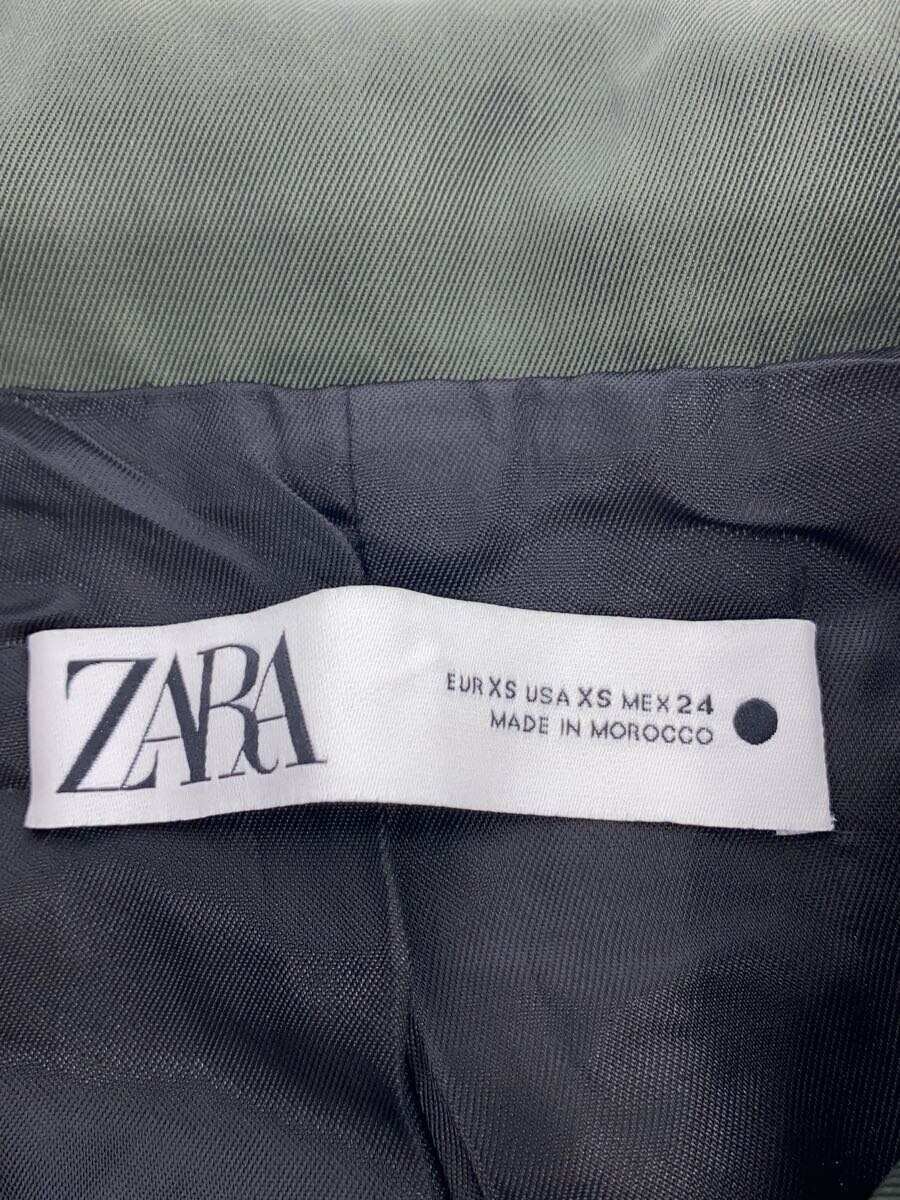 ZARA
EUR XS USA XS MEX 24
MADE IN MOROCCO